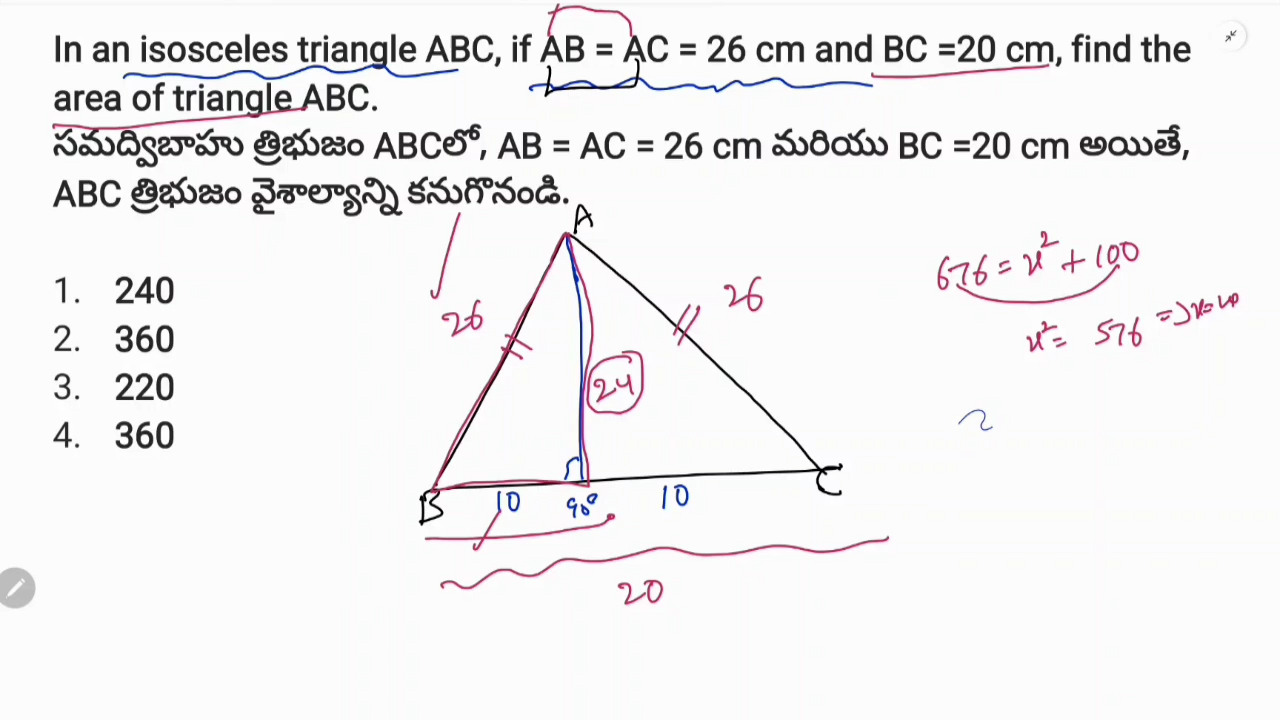 In an isosceles triangle ABC, if AB = AC = 26 cm and BC =20 cm, find the
area of triangle ABC.
సమద్విబాహు త్రిభుజం ABCలో, AB = AC = 26 cm మరియు BC =20 cm అయితే,
ABC త్రిభుజం వైశాల్యాన్ని కనుగొనండి.
1. 240
2. 360
3. 220
4. 360
A
26
26
24
B
C
10
90°
10
20
676 = x² + 100
x² = 576